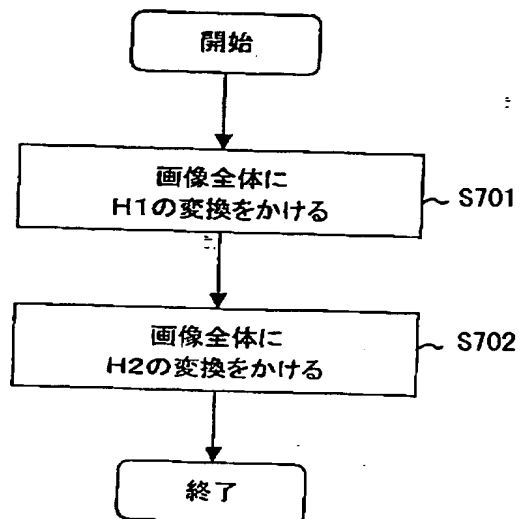 開始
画像全体に
H1の変換をかける
S701
画像全体に
H2の変換をかける
S702
終了